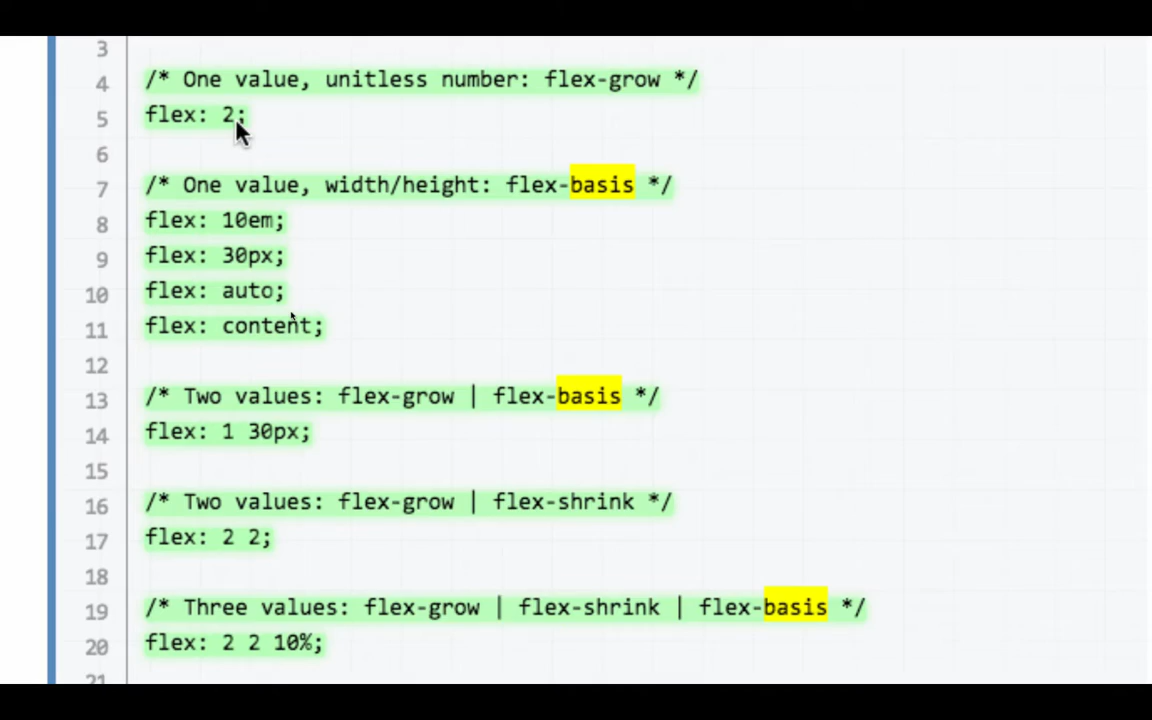 3
4 /* One value, unitless number: flex-grow */
5 flex: 2;
6
7 /* One value, width/height: flex-basis */
8 flex: 10em;
9 flex: 30px;
10 flex: auto;
11 flex: content;
12
13 /* Two values: flex-grow | flex-basis */
14 flex: 1 30px;
15
16 /* Two values: flex-grow | flex-shrink */
17 flex: 2 2;
18
19 /* Three values: flex-grow | flex-shrink | flex-basis */
20 flex: 2 2 10%;
21